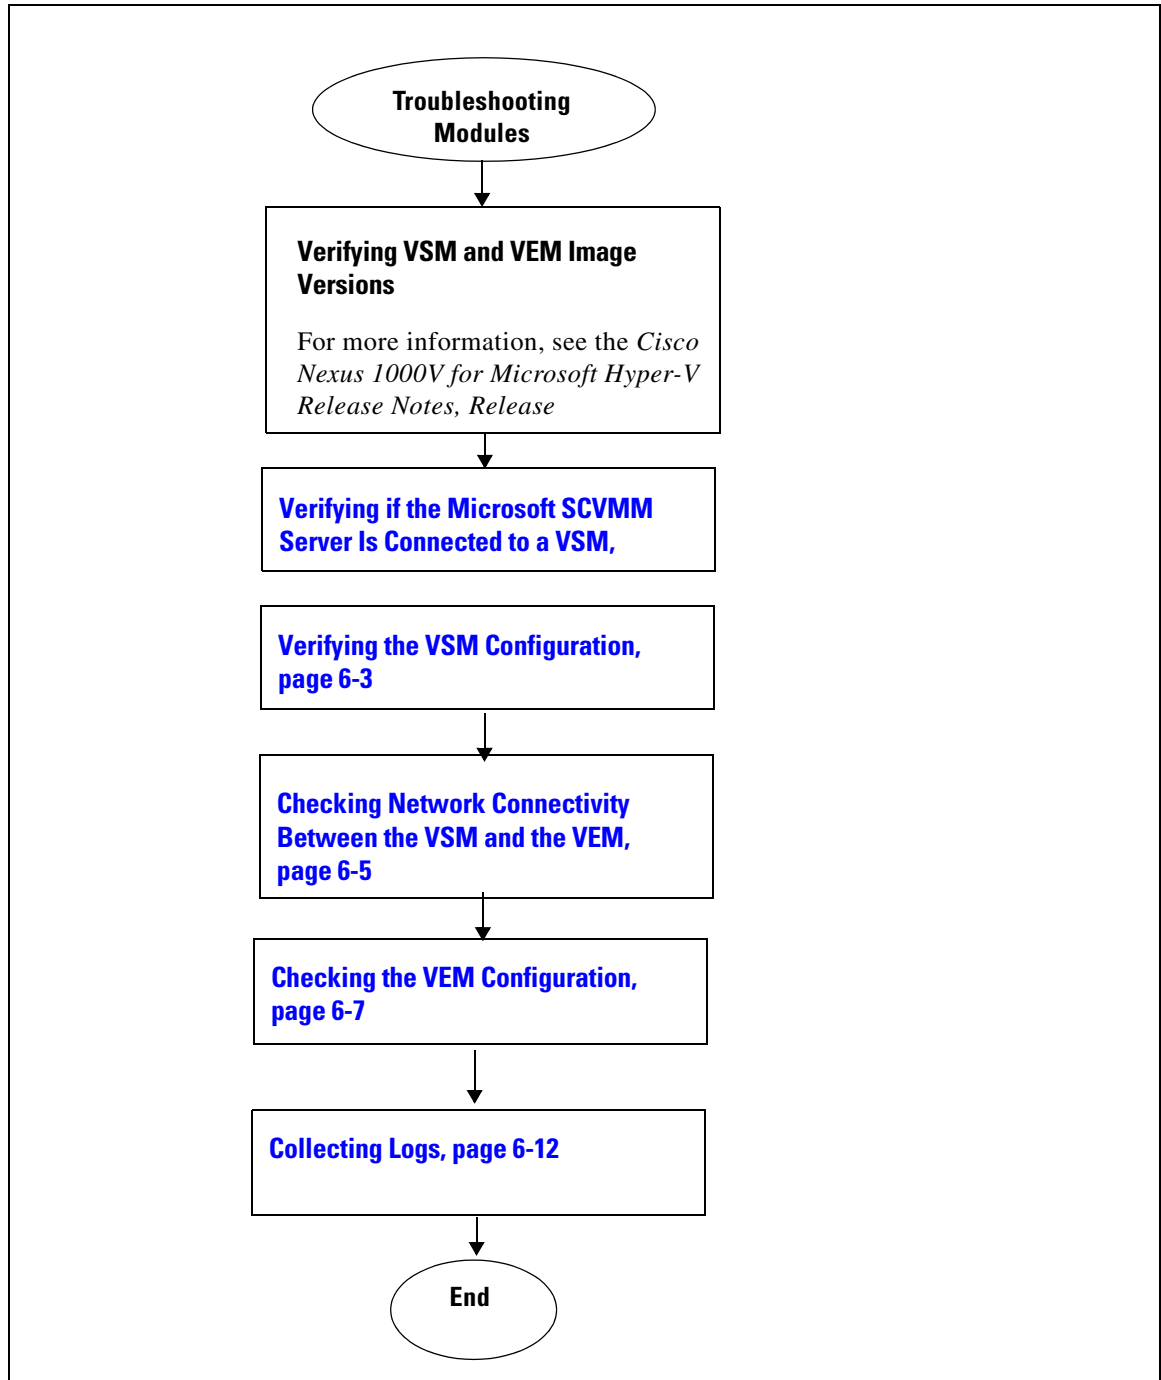 Troubleshooting
Modules
Verifying VSM and VEM Image
Versions
For more information, see the Cisco
Nexus 1000V for Microsoft Hyper-V
Release Notes, Release
Verifying if the Microsoft SCVMM
Server Is Connected to a VSM,
Verifying the VSM Configuration,
page 6-3
Checking Network Connectivity
Between the VSM and the VEM,
page 6-5
Checking the VEM Configuration,
page 6-7
Collecting Logs, page 6-12
End